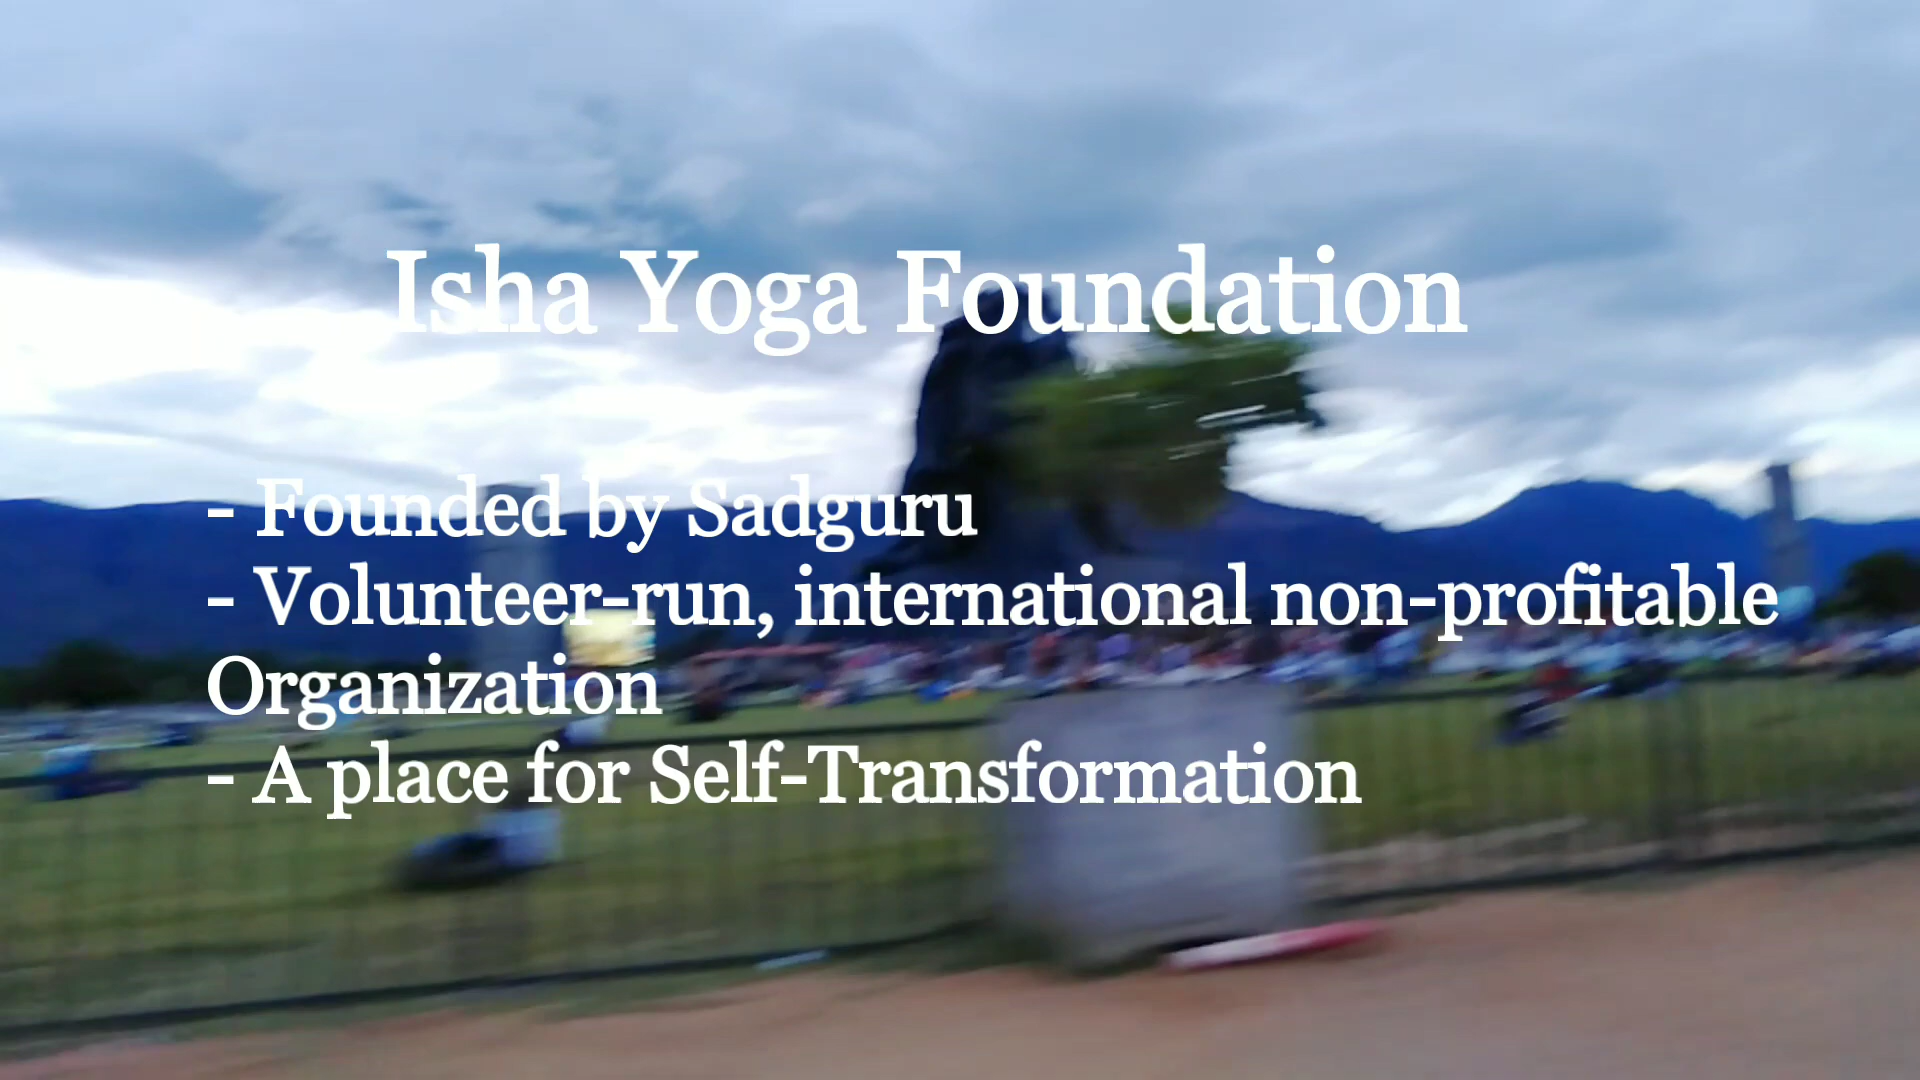 Isha Yoga Foundation
- Founded by Sadguru
- Volunteer-run, international non-profitable
Organization
- A place for Self-Transformation